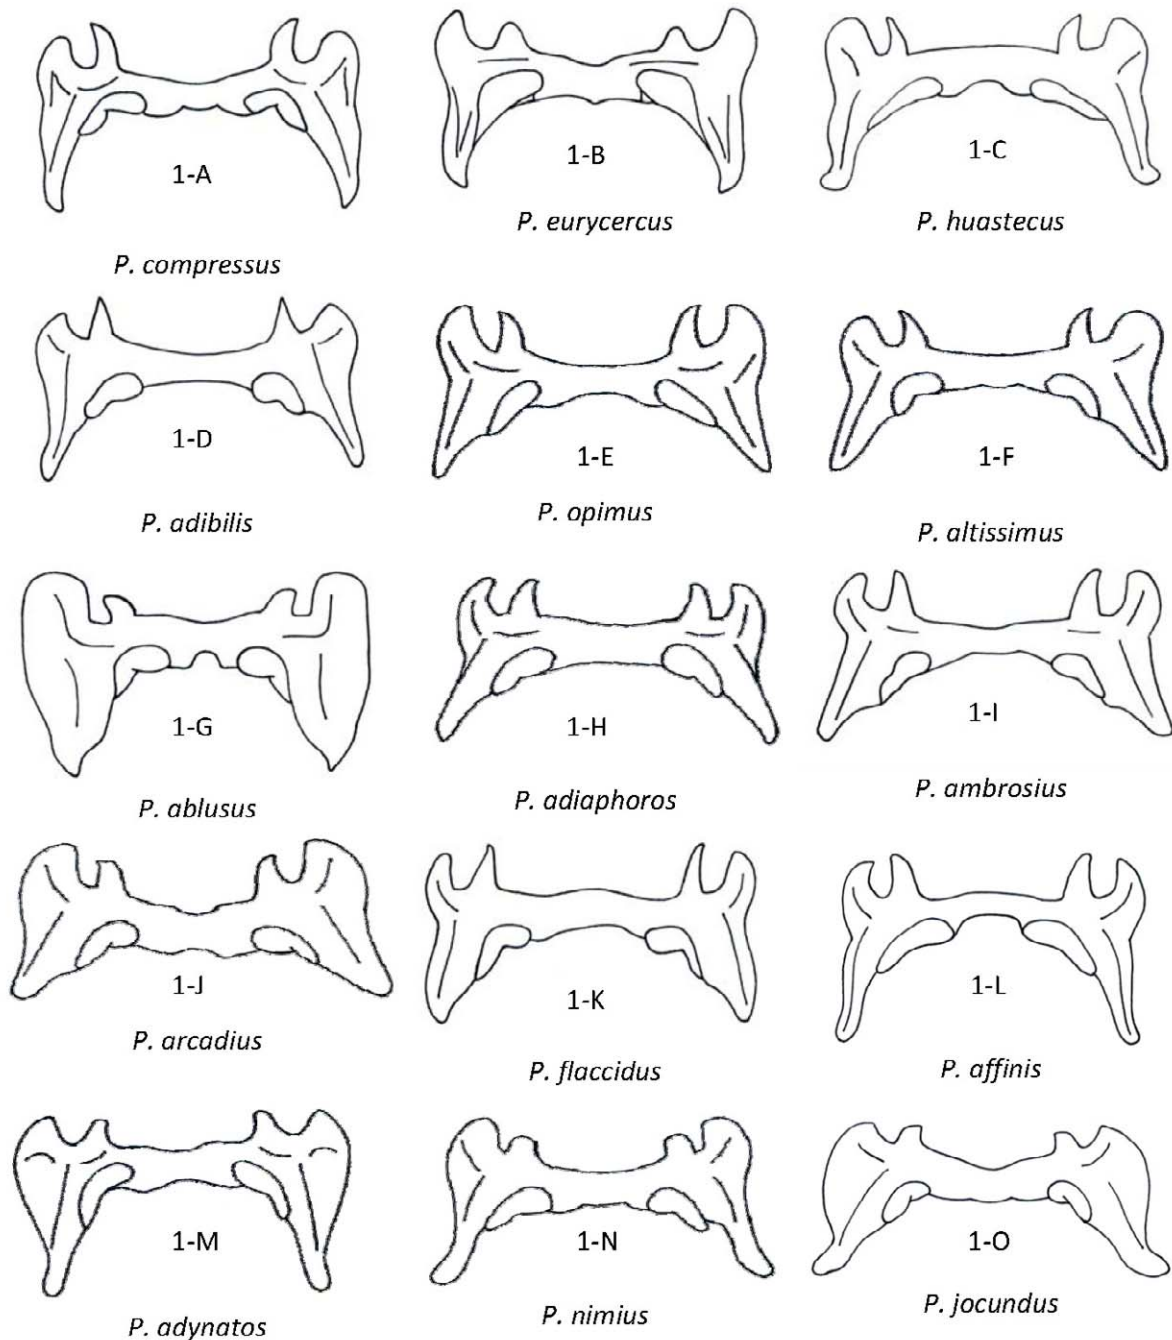 1-A
1-B
1-C
P. compressus
P. eurycercus
P. huastecus
1-D
1-E
1-F
P. adibilis
P. opimus
P. altissimus
1-G
1-H
1-I
P. ablusus
P. adiaphoros
P. ambrosius
1-J
1-K
1-L
P. arcadius
P. flaccidus
P. affinis
1-M
1-N
1-O
P. adynatos
P. nimius
P. jocundus